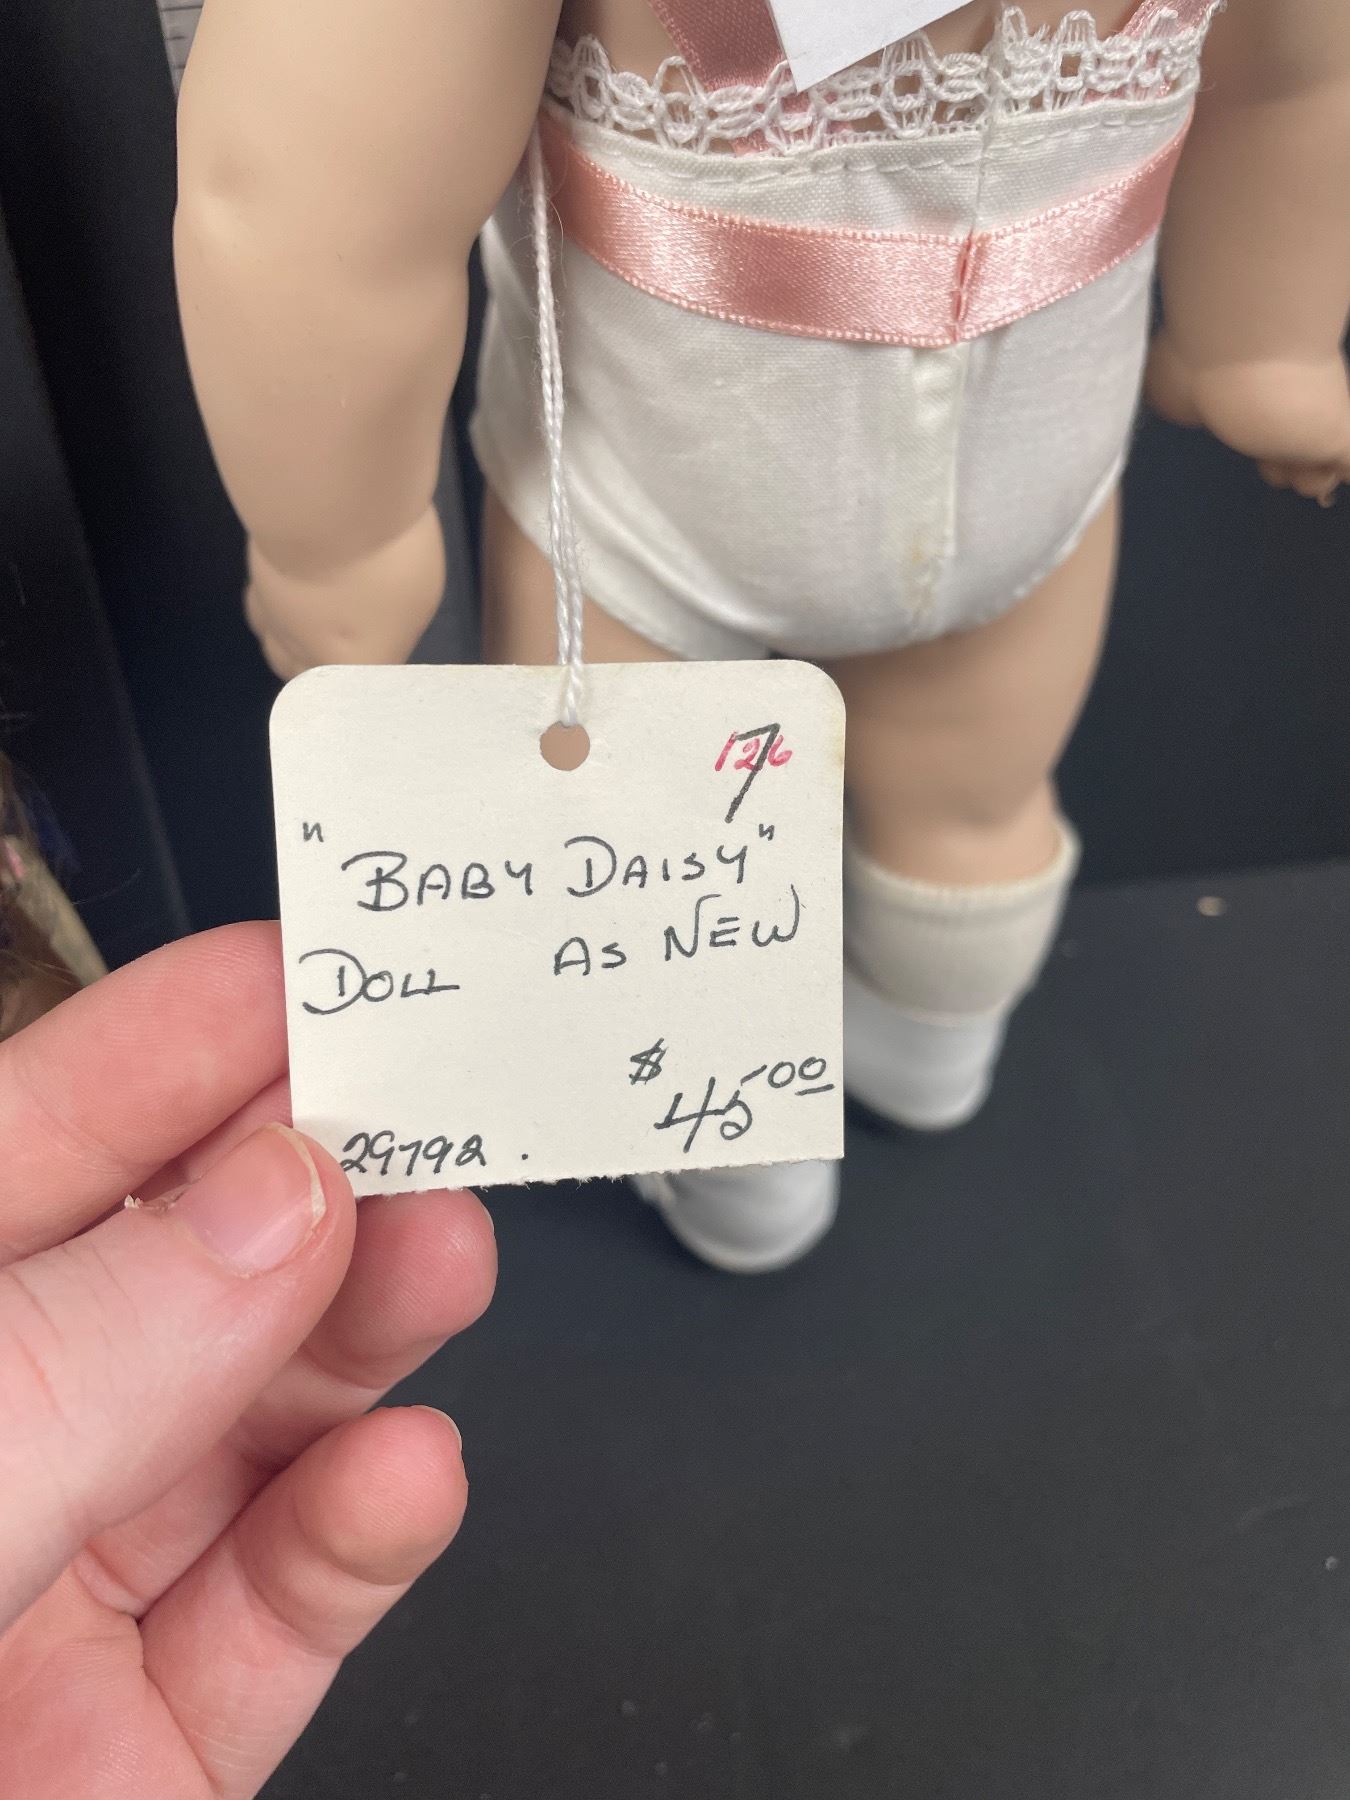 126
7
"BABY DAISY"
DOLL AS NEW
$45.00
29792.